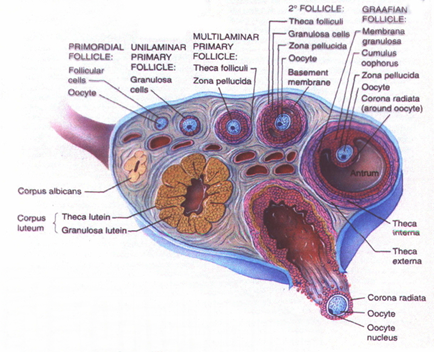 PRIMORDIAL
FOLLICLE:
Follicular
cells
Oocyte
UNILAMINAR
PRIMARY
FOLLICLE:
Granulosa
cells
MULTILAMINAR
PRIMARY
FOLLICLE:
Theca folliculi
Zona pellucida
2° FOLLICLE:
Theca folliculi
Granulosa cells
Zona pellucida
Oocyte
Basement
membrane
GRAAFIAN
FOLLICLE:
Membrana
granulosa
Cumulus
oophorus
Zona pellucida
Oocyte
Corona radiata
(around oocyte)
Antrum
Corpus albicans
Corpus
luteum
Theca lutein
Granulosa lutein
Theca
interna
Theca
externa
Corona radiata
Oocyte
Oocyte
nucleus